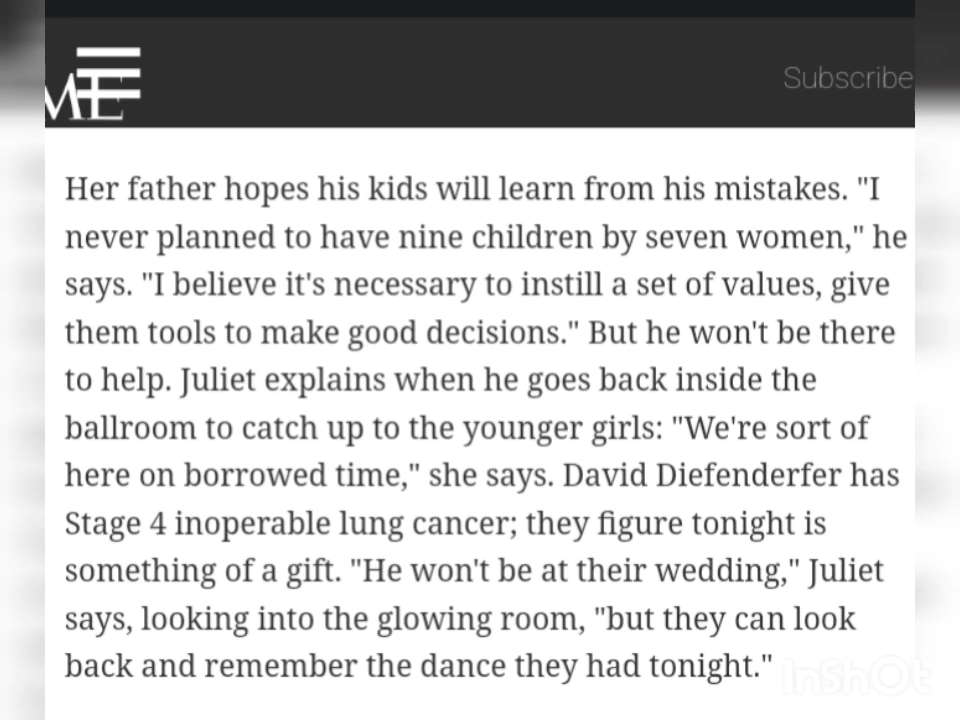 ME
Subscribe
Her father hopes his kids will learn from his mistakes. "I
never planned to have nine children by seven women," he
says. "I believe it's necessary to instill a set of values, give
them tools to make good decisions." But he won't be there
to help. Juliet explains when he goes back inside the
ballroom to catch up to the younger girls: "We're sort of
here on borrowed time," she says. David Diefenderfer has
Stage 4 inoperable lung cancer; they figure tonight is
something of a gift. "He won't be at their wedding," Juliet
says, looking into the glowing room, "but they can look
back and remember the dance they had tonight."
InShOt